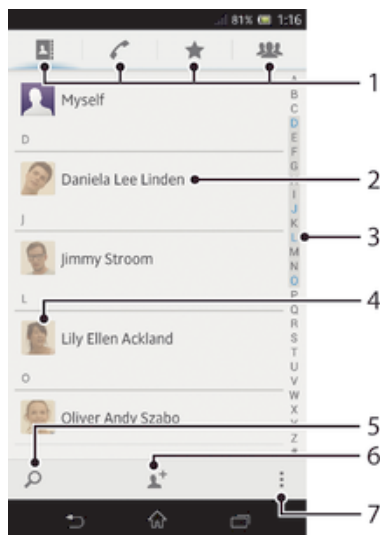 81% 1:16
1
Myself
A
B
C
D
D
E
F
G
2
Daniela Lee Linden
I
J
J
K
3
L
M
Jimmy Stroom
N
O
4
L
P
Q
R
Lily Ellen Ackland
S
T
U
O
V
W
5
X
Oliver Andy Szabo
Y
6
Z
#
7